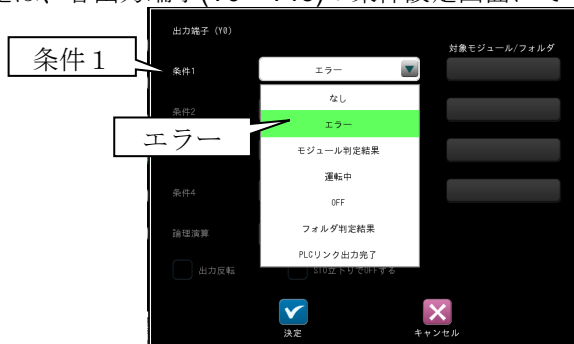 出力端子 (Y0)
対象モジュール/フォルダ
条件１
条件1
エラー
なし
条件2
エラー
エラー
モジュール判定結果
運転中
条件4
OFF
論理演算
フォルダ判定結果
PLCリンク出力完了
出力反転
STO立下りでOFFする
決定
キャンセル